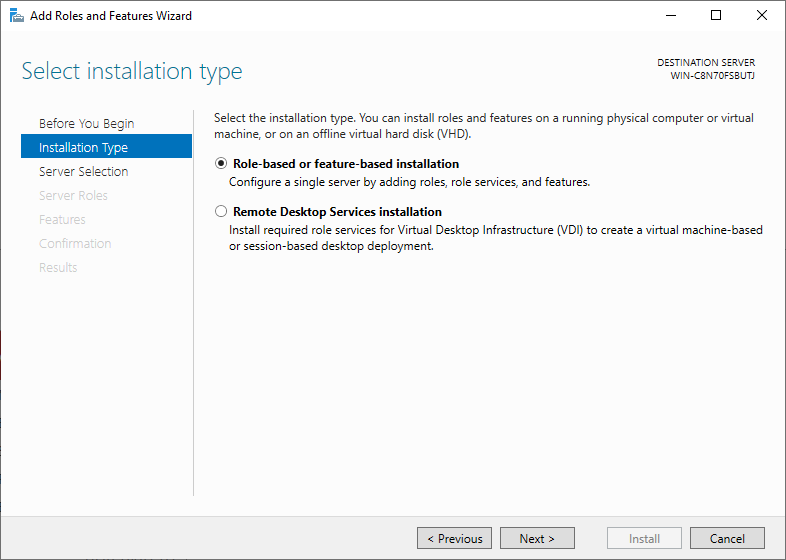 Add Roles and Features Wizard
Select installation type
DESTINATION SERVER
WIN-C8N70FSBUTJ
Before You Begin
Installation Type
Server Selection
Server Roles
Features
Confirmation
Results
Select the installation type. You can install roles and features on a running physical computer or virtual
machine, or on an offline virtual hard disk (VHD).
Role-based or feature-based installation
Configure a single server by adding roles, role services, and features.
Remote Desktop Services installation
Install required role services for Virtual Desktop Infrastructure (VDI) to create a virtual machine-based
or session-based desktop deployment.
< Previous
Next >
Install
Cancel